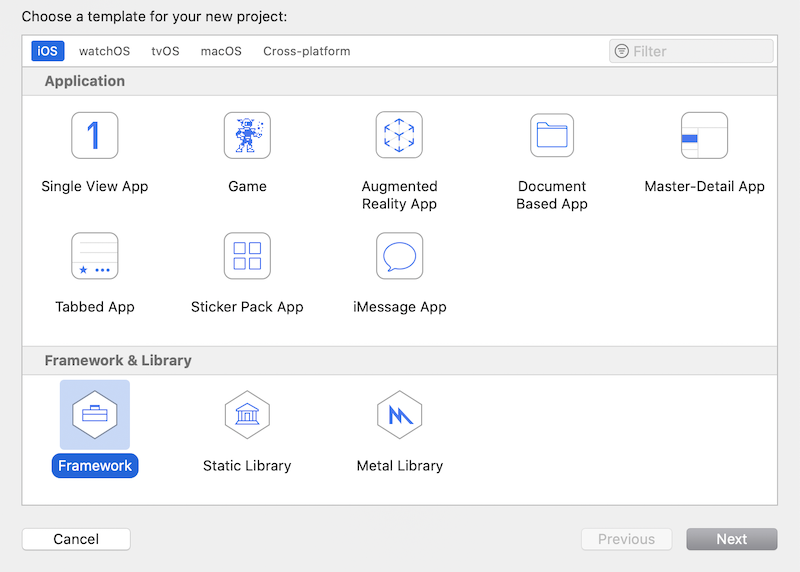 Choose a template for your new project:
iOS watchOS tvOS macOS Cross-platform Filter
Application
1
Single View App Game Augmented Reality App Document Based App Master-Detail App
Tabbed App Sticker Pack App iMessage App
Framework & Library
Framework Static Library Metal Library
Cancel Previous Next